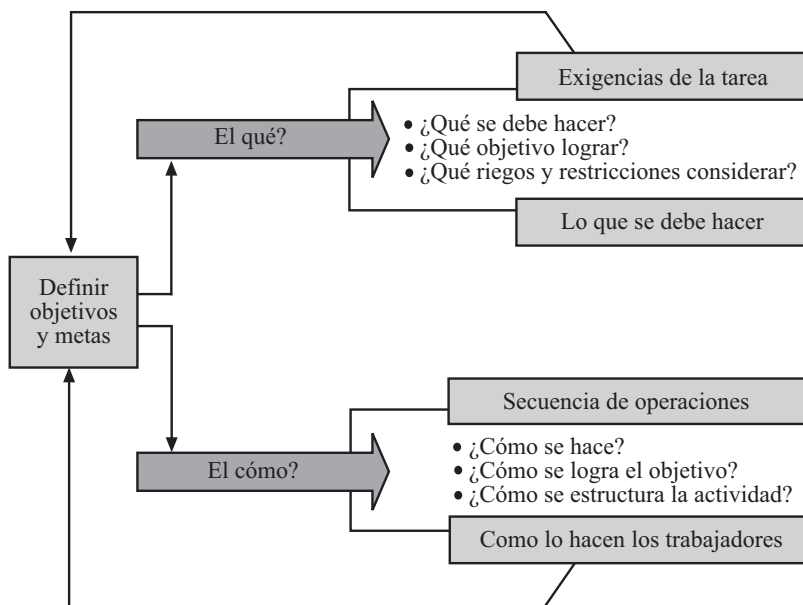 Exigencias de la tarea
El qué?
• ¿Qué se debe hacer?
• ¿Qué objetivo lograr?
• ¿Qué riegos y restricciones considerar?
Lo que se debe hacer
Definir
objetivos
y metas
Secuencia de operaciones
El cómo?
• ¿Cómo se hace?
• ¿Cómo se logra el objetivo?
• ¿Cómo se estructura la actividad?
Como lo hacen los trabajadores